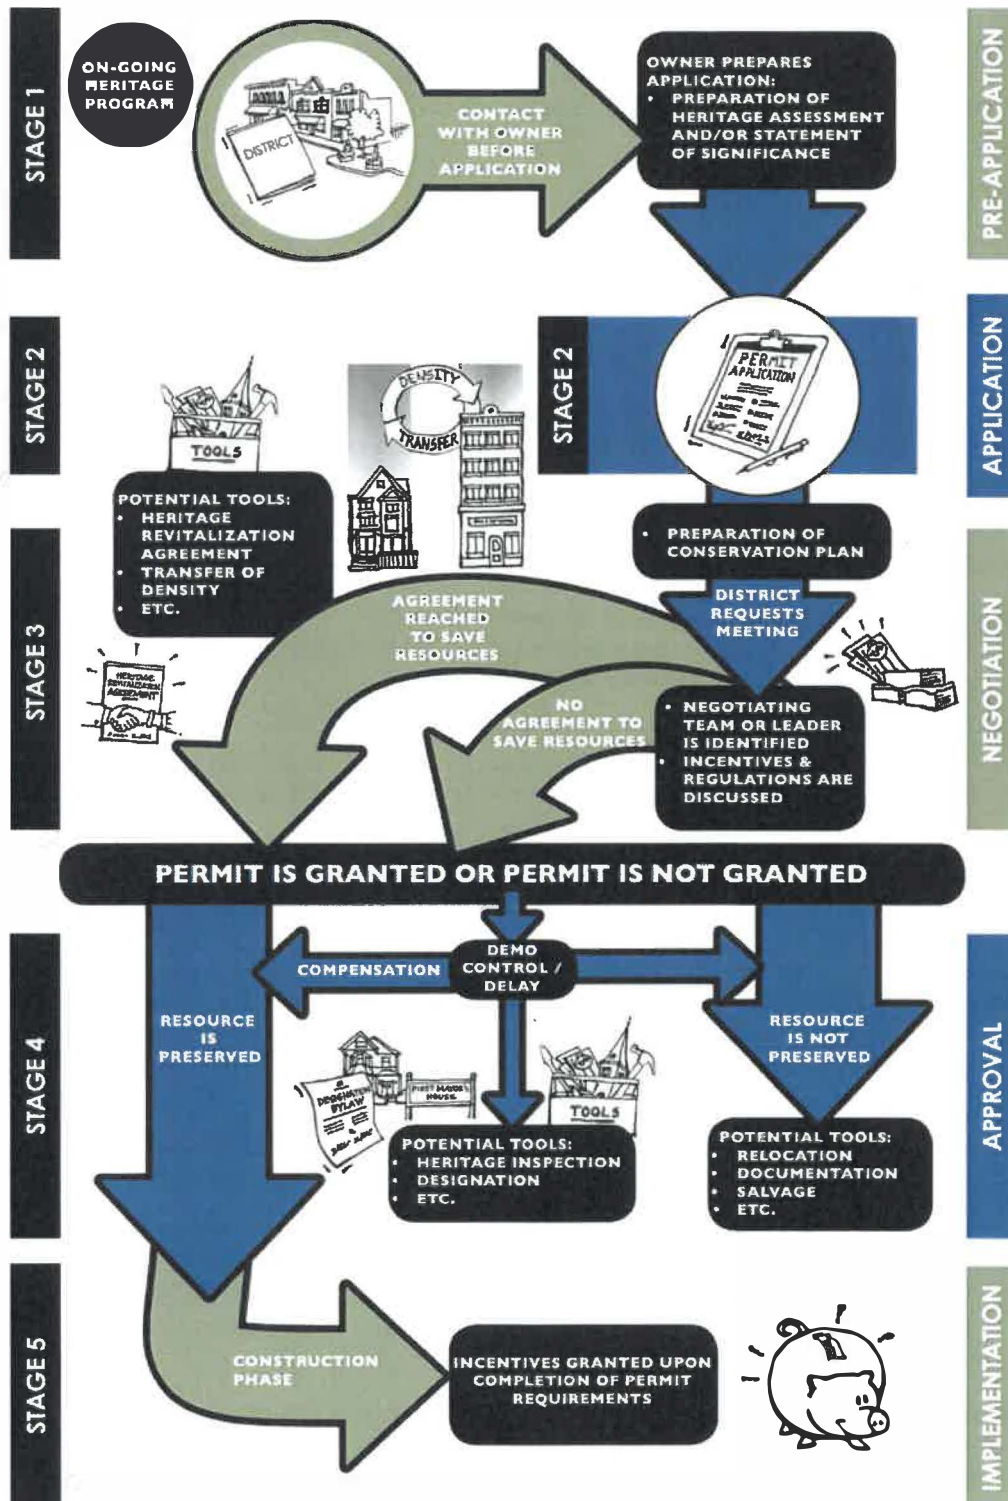 STAGE 1
ON-GOING
HERITAGE
PROGRAM
DISTRICT
CONTACT
WITH OWNER
BEFORE
APPLICATION
OWNER PREPARES
APPLICATION:
• PREPARATION OF
HERITAGE ASSESSMENT
AND/OR STATEMENT
OF SIGNIFICANCE
PRE-APPLICATION
STAGE 2
TOOLS
POTENTIAL TOOLS:
• HERITAGE
REVITALIZATION
AGREEMENT
• TRANSFER OF
DENSITY
• ETC.
DENSITY
TRANSFER
STAGE 2
PERMIT
APPLICATION
APPLICATION
• PREPARATION OF
CONSERVATION PLAN
DISTRICT
REQUESTS
MEETING
STAGE 3
HERITAGE
REVITALIZATION
AGREEMENT
AGREEMENT
REACHED
TO SAVE
RESOURCES
NO
AGREEMENT TO
SAVE RESOURCES
• NEGOTIATING
TEAM OR LEADER
IS IDENTIFIED
• INCENTIVES &
REGULATIONS ARE
DISCUSSED
NEGOTIATION
PERMIT IS GRANTED OR PERMIT IS NOT GRANTED
STAGE 4
COMPENSATION
DEMO
CONTROL /
DELAY
RESOURCE
IS
PRESERVED
RESOURCE
IS NOT
PRESERVED
DESIGNATION
BYLAW
FIRST MAYOR'S
HOUSE
TOOLS
POTENTIAL TOOLS:
• HERITAGE INSPECTION
• DESIGNATION
• ETC.
POTENTIAL TOOLS:
• RELOCATION
• DOCUMENTATION
• SALVAGE
• ETC.
APPROVAL
STAGE 5
CONSTRUCTION
PHASE
INCENTIVES GRANTED UPON
COMPLETION OF PERMIT
REQUIREMENTS
IMPLEMENTATION